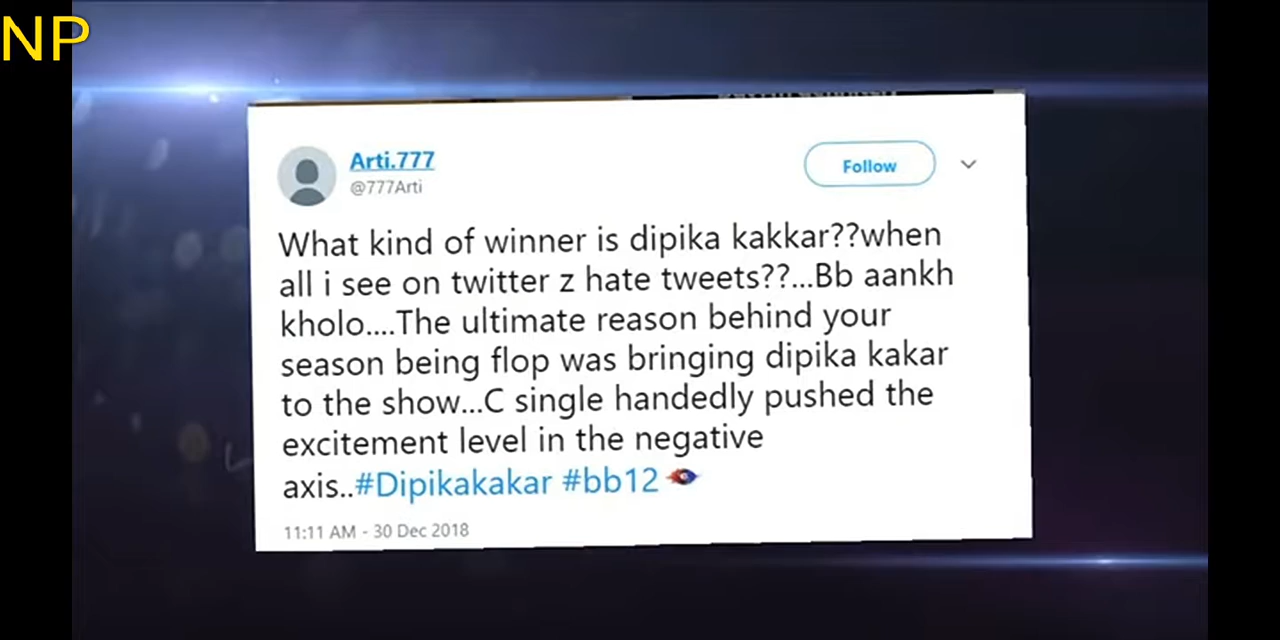 NP
Arti.777
@777Arti
Follow
What kind of winner is dipika kakkar??when
all i see on twitter z hate tweets??...Bb aankh
kholo....The ultimate reason behind your
season being flop was bringing dipika kakar
to the show...C single handedly pushed the
excitement level in the negative
axis..#Dipikakakar #bb12
11:11 AM - 30 Dec 2018